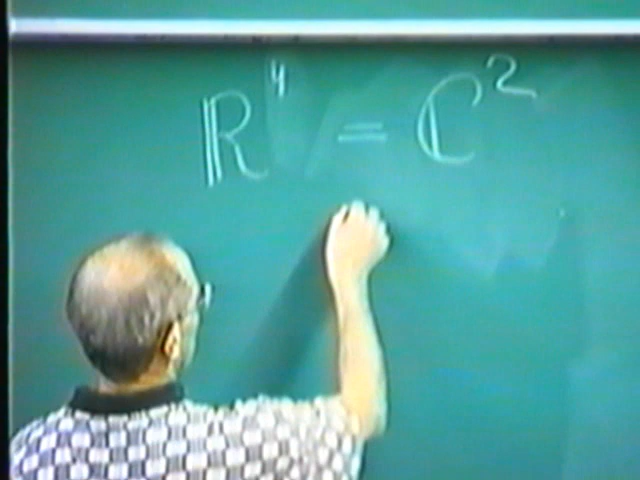 ℝ⁴ = ℂ²